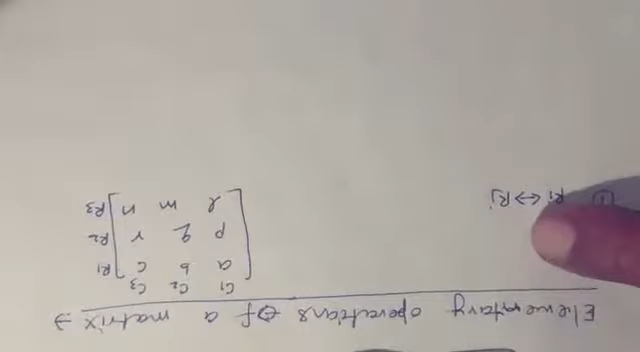 Elementary operations of a matrix →
C1 C2 C3
a b c R1
p q r R2
l m n R3
① Ri ↔ Rj